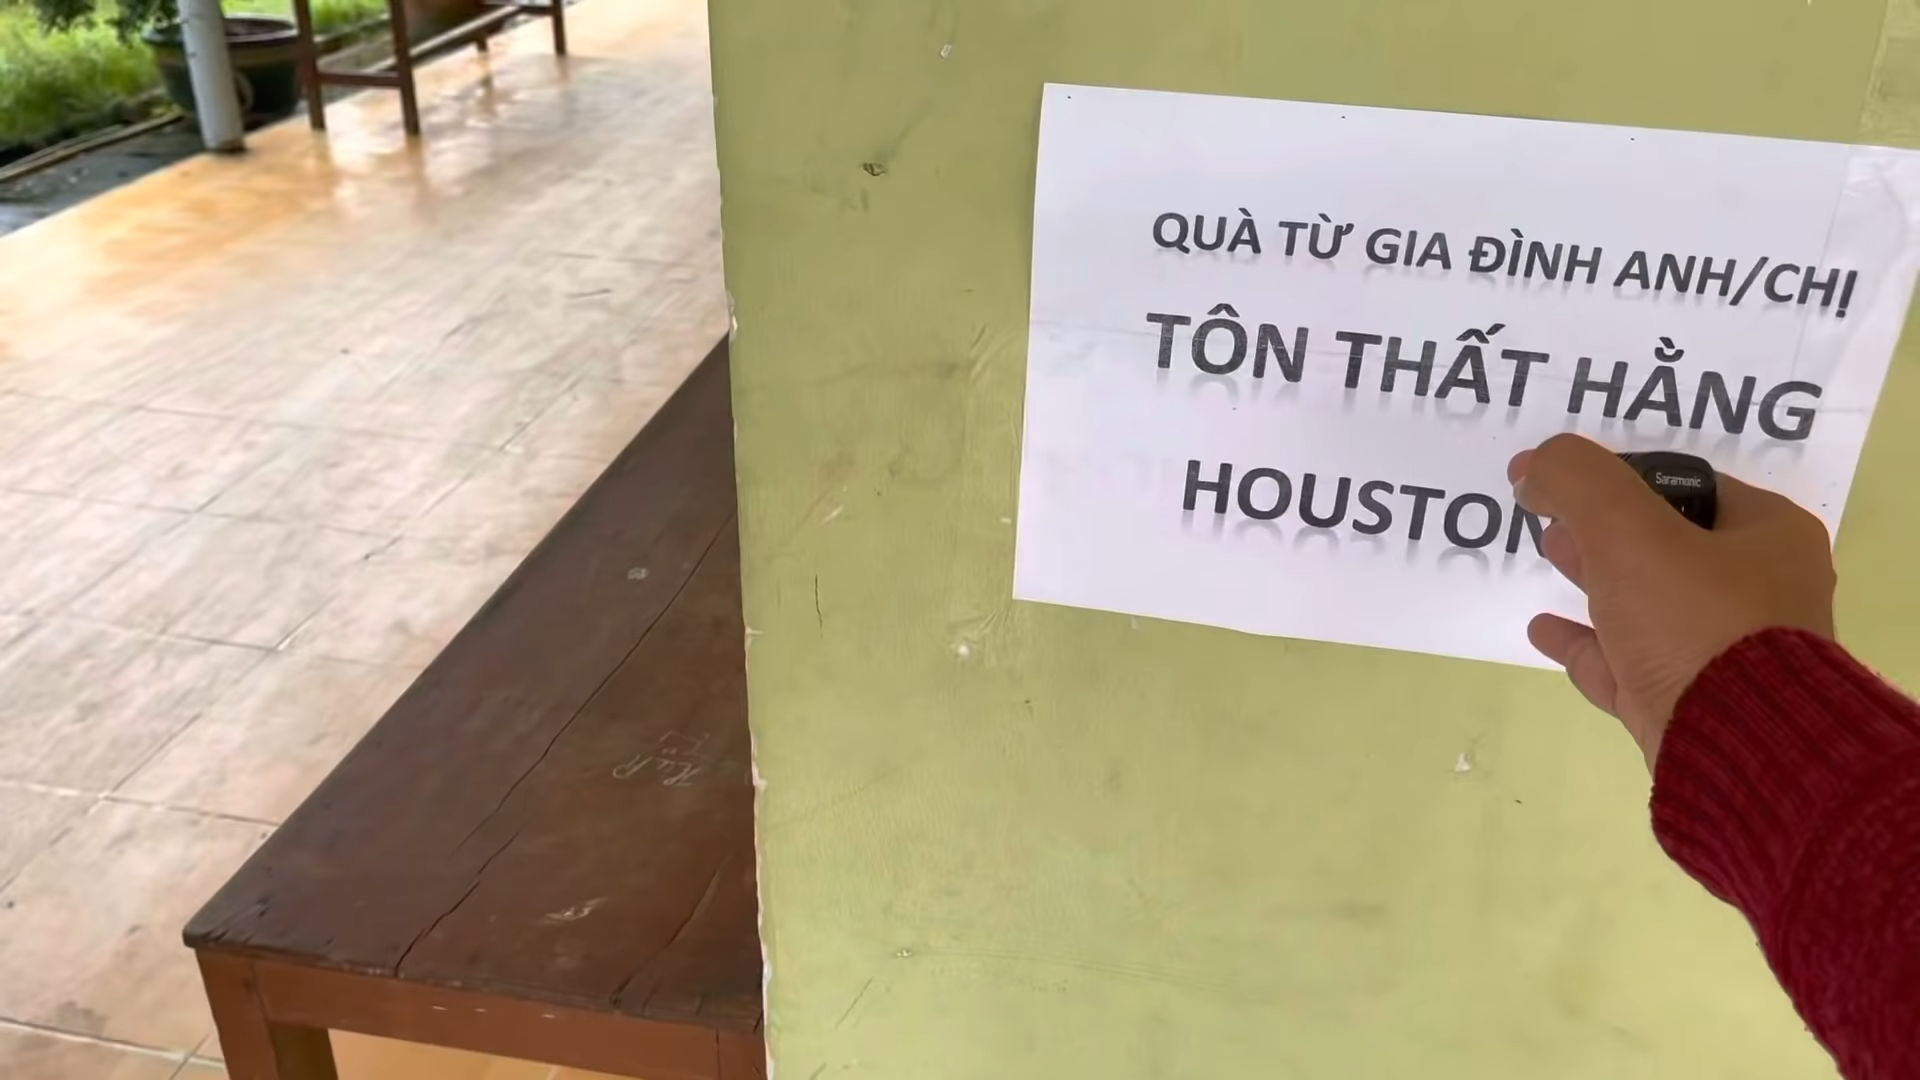 QUÀ TỪ GIA ĐÌNH ANH/CHỊ
TÔN THẤT HẰNG
HOUSTON
Saramonic